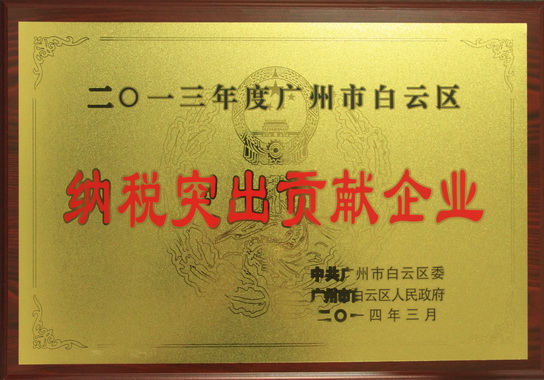 二〇一三年度广州市白云区
纳税突出贡献企业
中共广州市白云区委
广州市白云区人民政府
二〇一四年三月